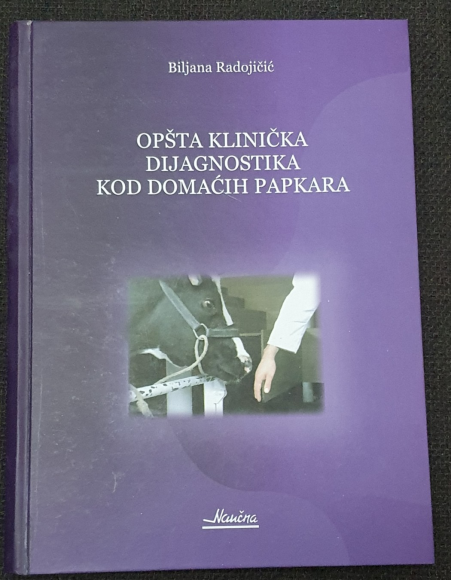 Biljana Radojičić
OPŠTA KLINIČKA
DIJAGNOSTIKA
KOD DOMAĆIH PAPKARA
Naučna